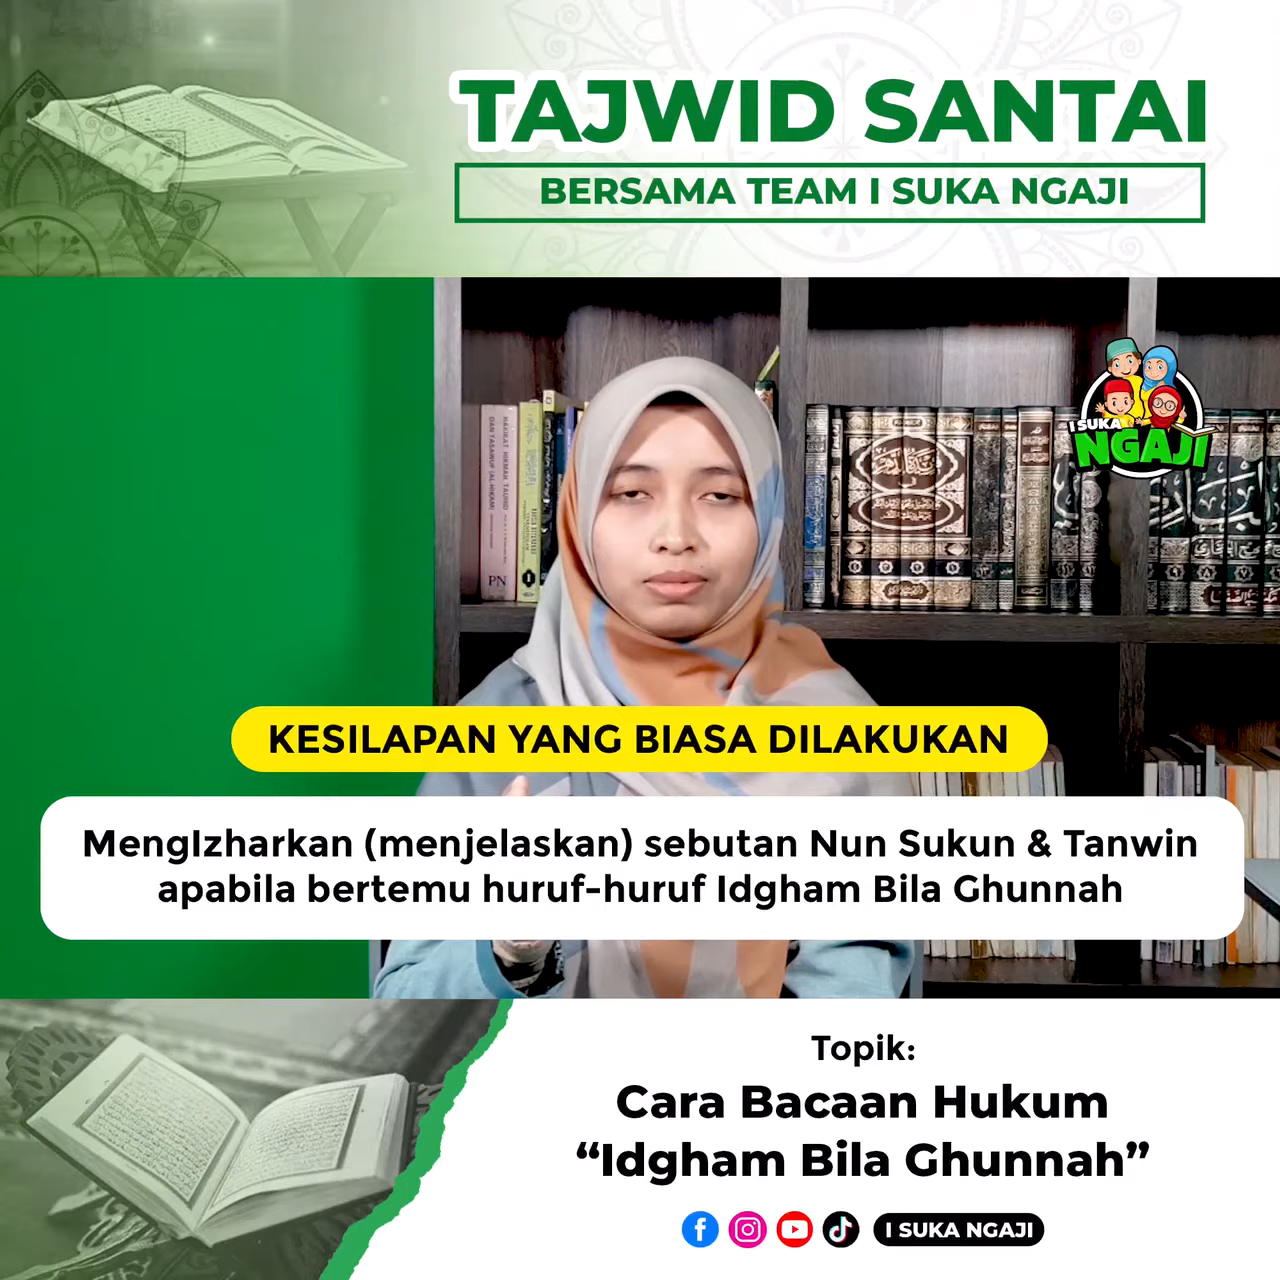 TAJWID SANTAI
BERSAMA TEAM I SUKA NGAJI
I SUKA
NGAJI
PN
KESILAPAN YANG BIASA DILAKUKAN
MengIzharkan (menjelaskan) sebutan Nun Sukun & Tanwin
apabila bertemu huruf-huruf Idgham Bila Ghunnah
Topik:
Cara Bacaan Hukum
“Idgham Bila Ghunnah”
I SUKA NGAJI